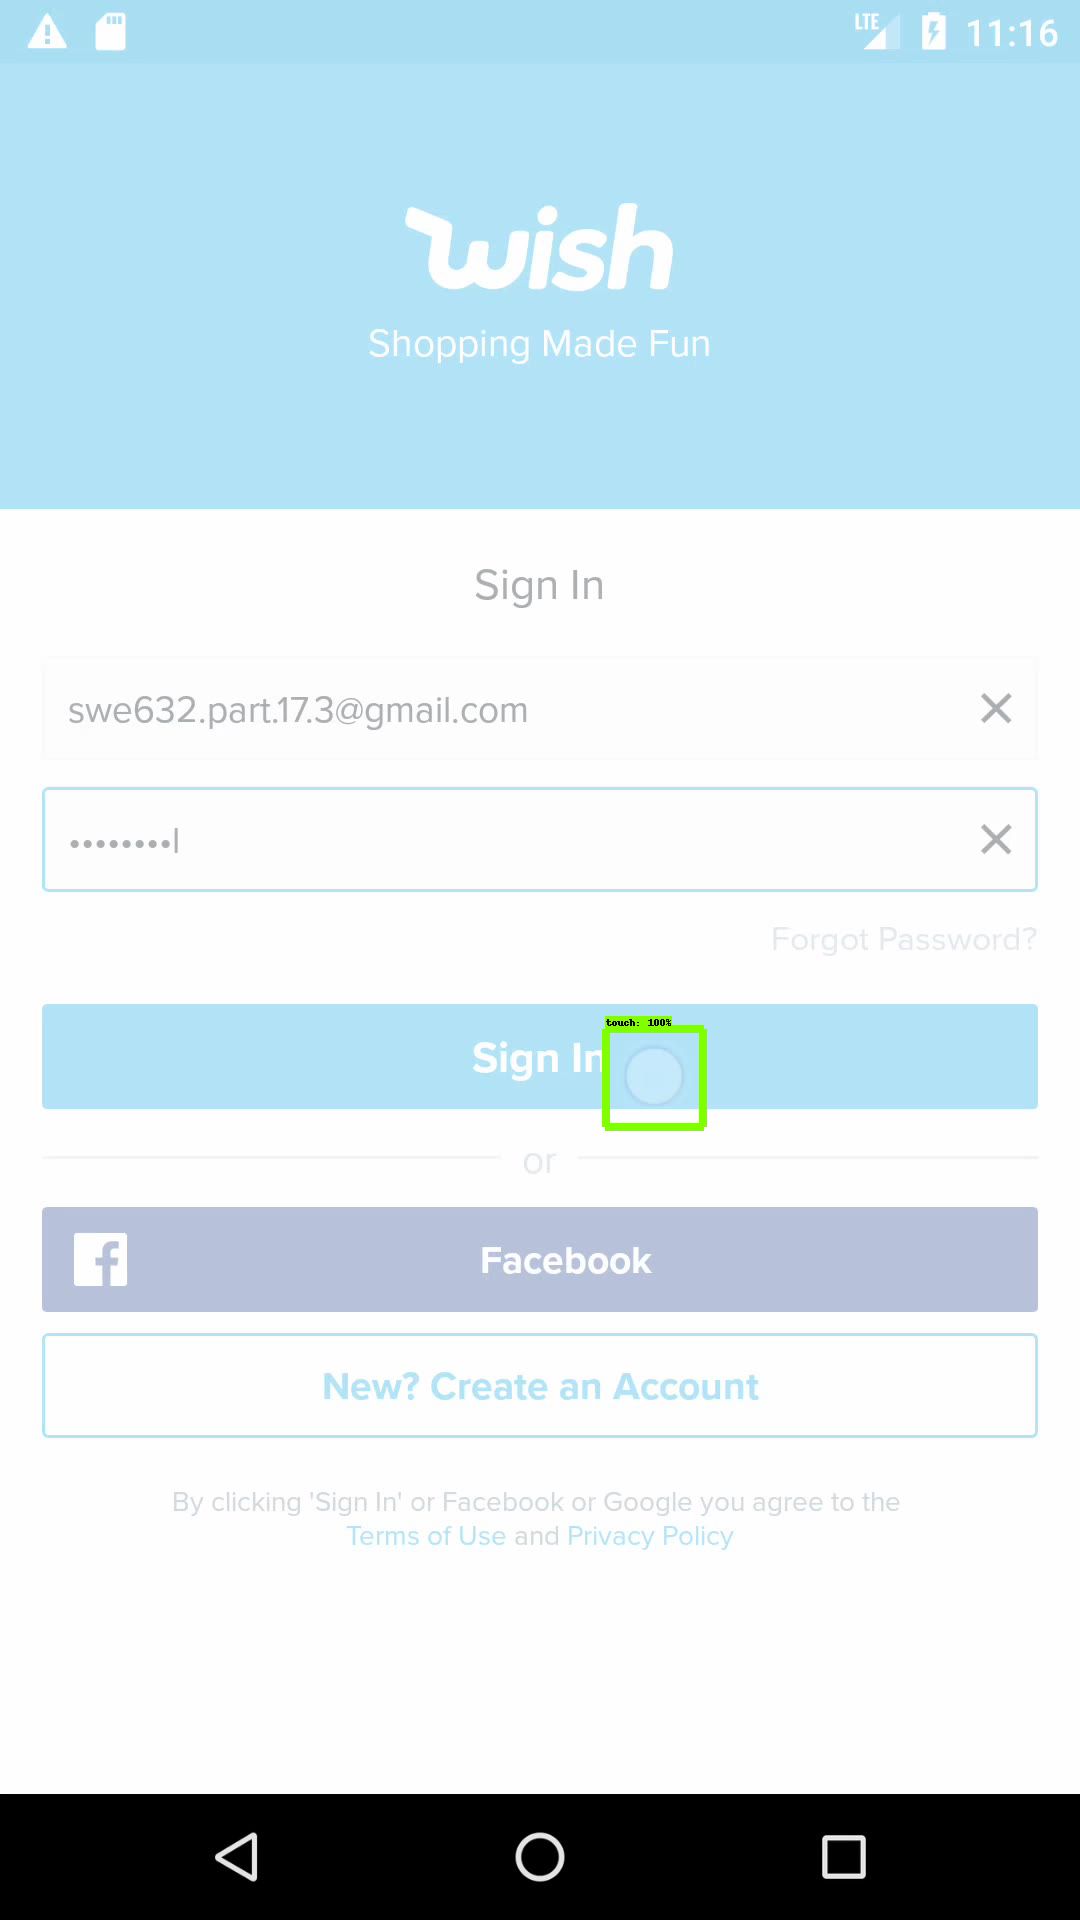 LTE 11:16
wish
Shopping Made Fun
Sign In
swe632.part.17.3@gmail.com
••••••••
Forgot Password?
touch: 100%
Sign In
or
Facebook
New? Create an Account
By clicking 'Sign In' or Facebook or Google you agree to the
Terms of Use and Privacy Policy